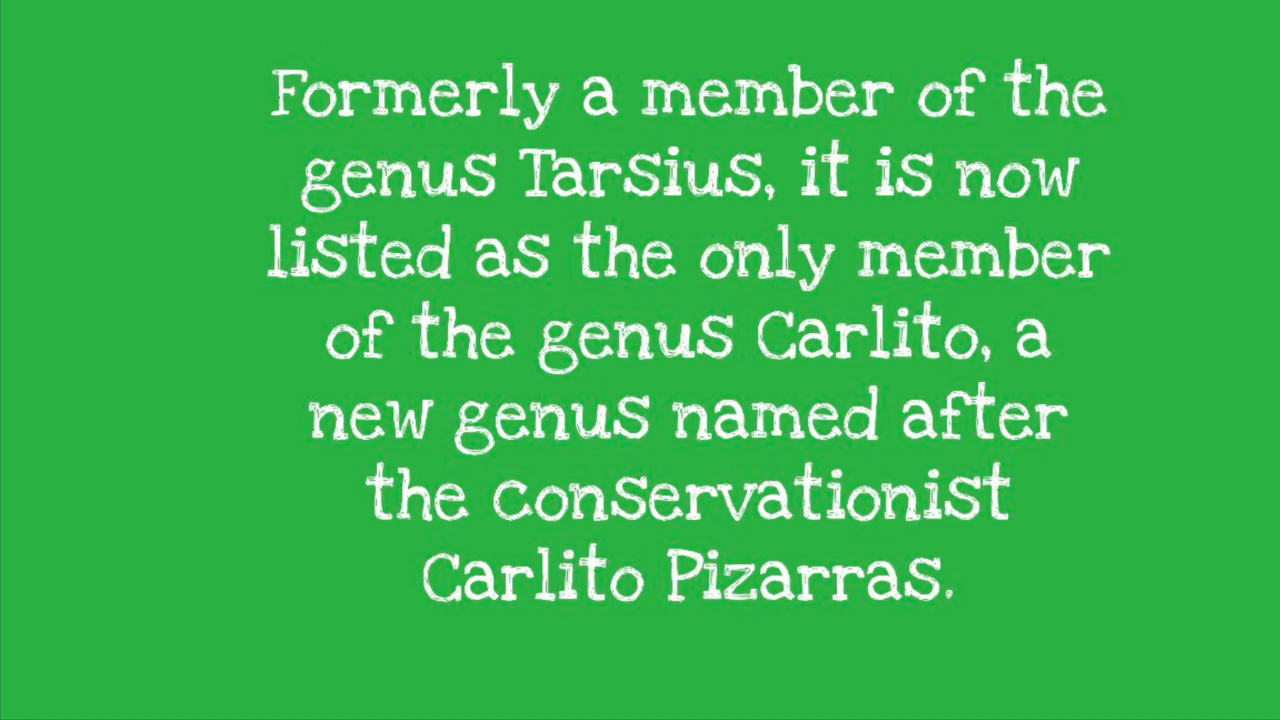 Formerly a member of the
genus Tarsius, it is now
listed as the only member
of the genus Carlito, a
new genus named after
the conservationist
Carlito Pizarras.